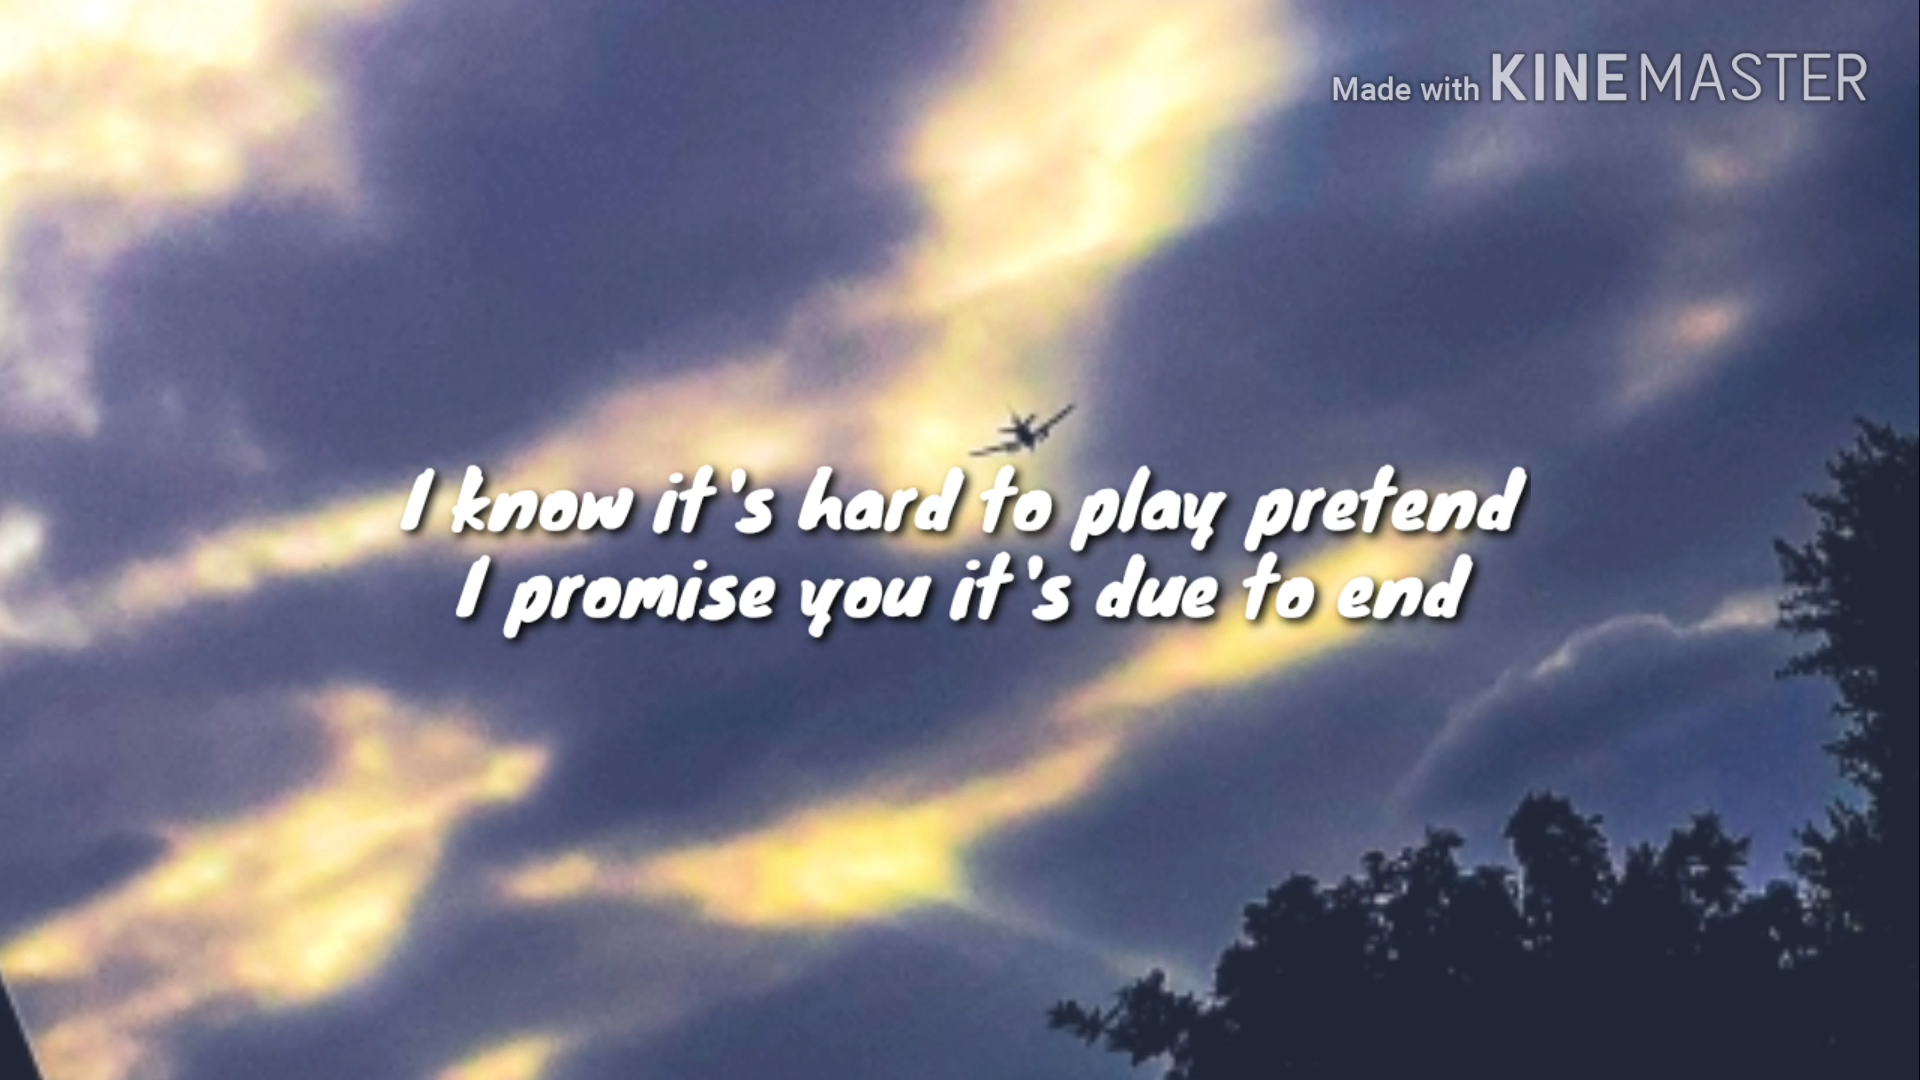 Made with KINEMASTER
I know it's hard to play pretend
I promise you it's due to end